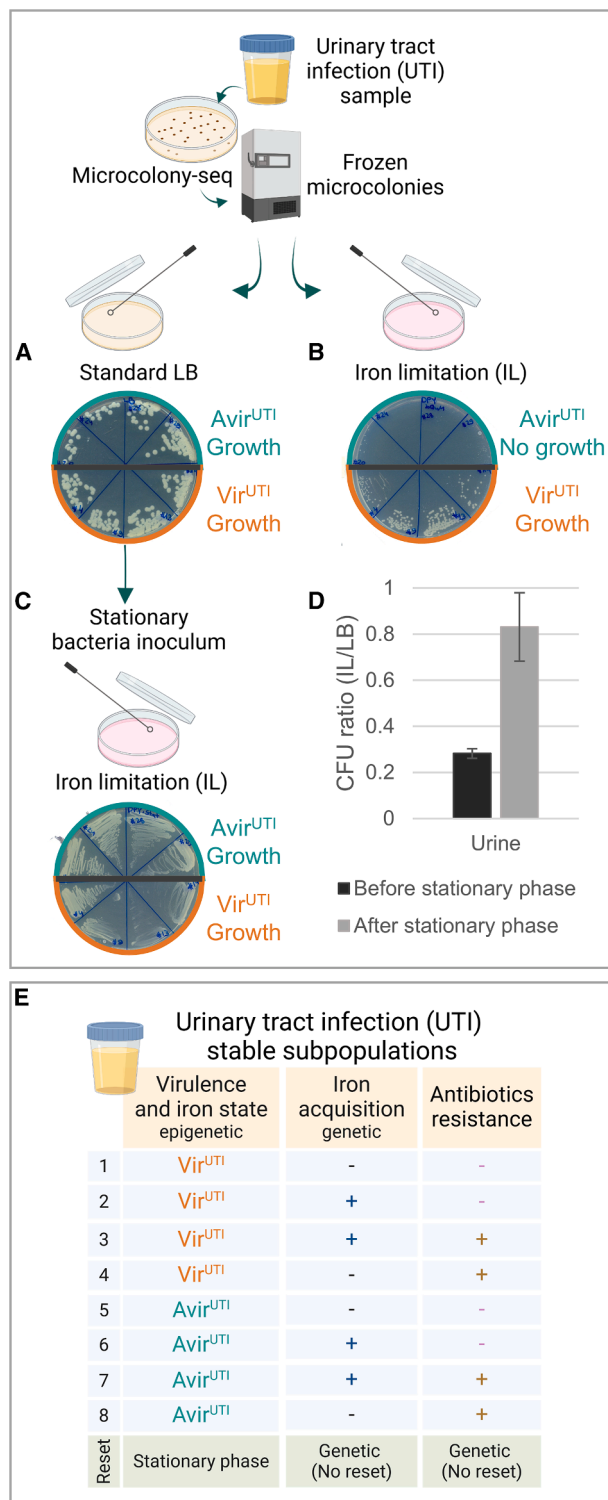 Urinary tract
infection (UTI)
sample
Microcolony-seq
Frozen
microcolonies
A
Standard LB
Avir^UTI
Growth
Vir^UTI
Growth
B
Iron limitation (IL)
Avir^UTI
No growth
Vir^UTI
Growth
C
Stationary
bacteria inoculum
Iron limitation (IL)
Avir^UTI
Growth
Vir^UTI
Growth
D
CFU ratio (IL/LB)
1
0.8
0.6
0.4
0.2
0
Urine
Before stationary phase
After stationary phase
E
Urinary tract infection (UTI)
stable subpopulations
Virulence
and iron state
epigenetic
Iron
acquisition
genetic
Antibiotics
resistance
1 Vir^UTI - -
2 Vir^UTI + -
3 Vir^UTI + +
4 Vir^UTI - +
5 Avir^UTI - -
6 Avir^UTI + -
7 Avir^UTI + +
8 Avir^UTI - +
Reset
Stationary phase
Genetic
(No reset)
Genetic
(No reset)